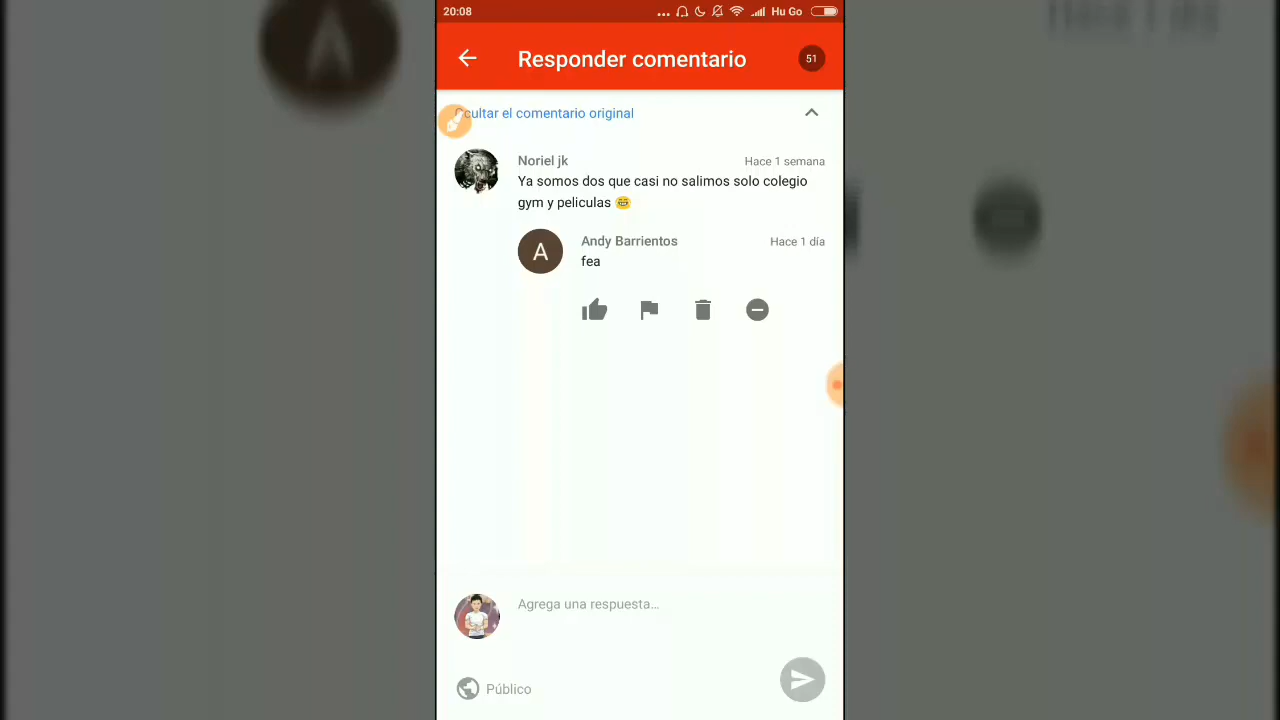 20:08
Hu Go
Responder comentario
51
Ocultar el comentario original
Noriel jk
Hace 1 semana
Ya somos dos que casi no salimos solo colegio
gym y peliculas 🤓
A
Andy Barrientos
Hace 1 día
fea
Agrega una respuesta...
Público